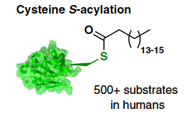 Cysteine S-acylation
O
13-15
S
500+ substrates
in humans